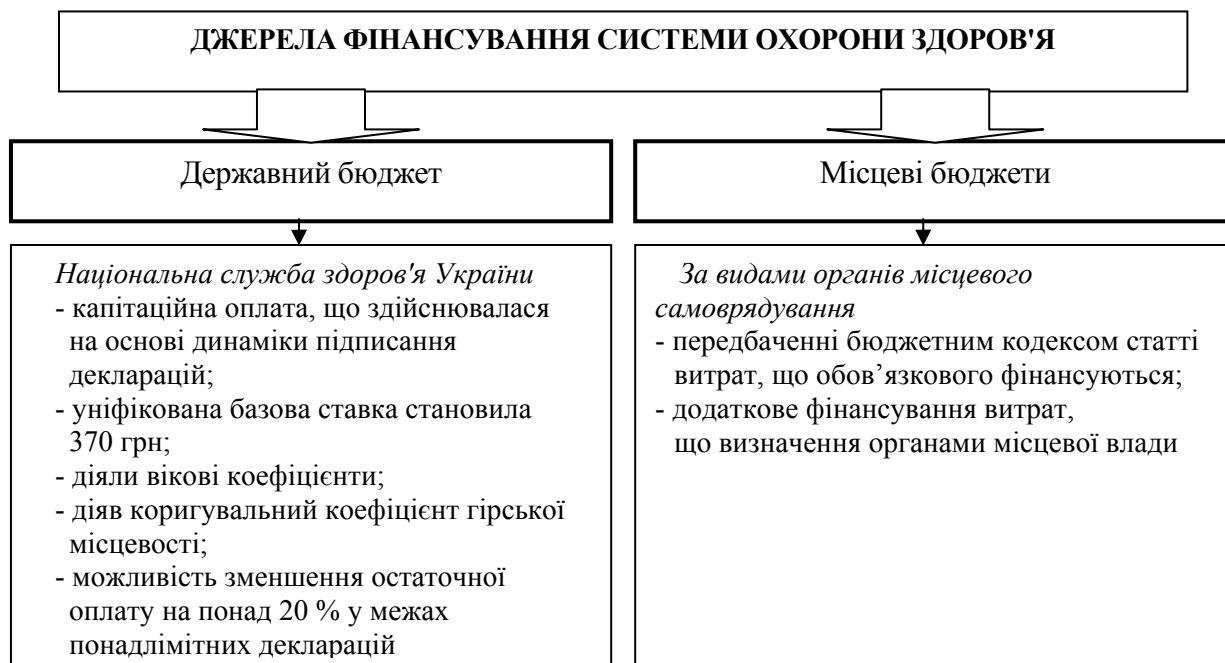 ДЖЕРЕЛА ФІНАНСУВАННЯ СИСТЕМИ ОХОРОНИ ЗДОРОВ'Я
Державний бюджет
Місцеві бюджети
Національна служба здоров'я України
- капітаційна оплата, що здійснювалася
на основі динаміки підписання
декларацій;
- уніфікована базова ставка становила
370 грн;
- діяли вікові коефіцієнти;
- діяв коригувальний коефіцієнт гірської
місцевості;
- можливість зменшення остаточної
оплату на понад 20 % у межах
понадлімітних декларацій
За видами органів місцевого
самоврядування
- передбаченні бюджетним кодексом статті
витрат, що обов’язкового фінансуються;
- додаткове фінансування витрат,
що визначення органами місцевої влади